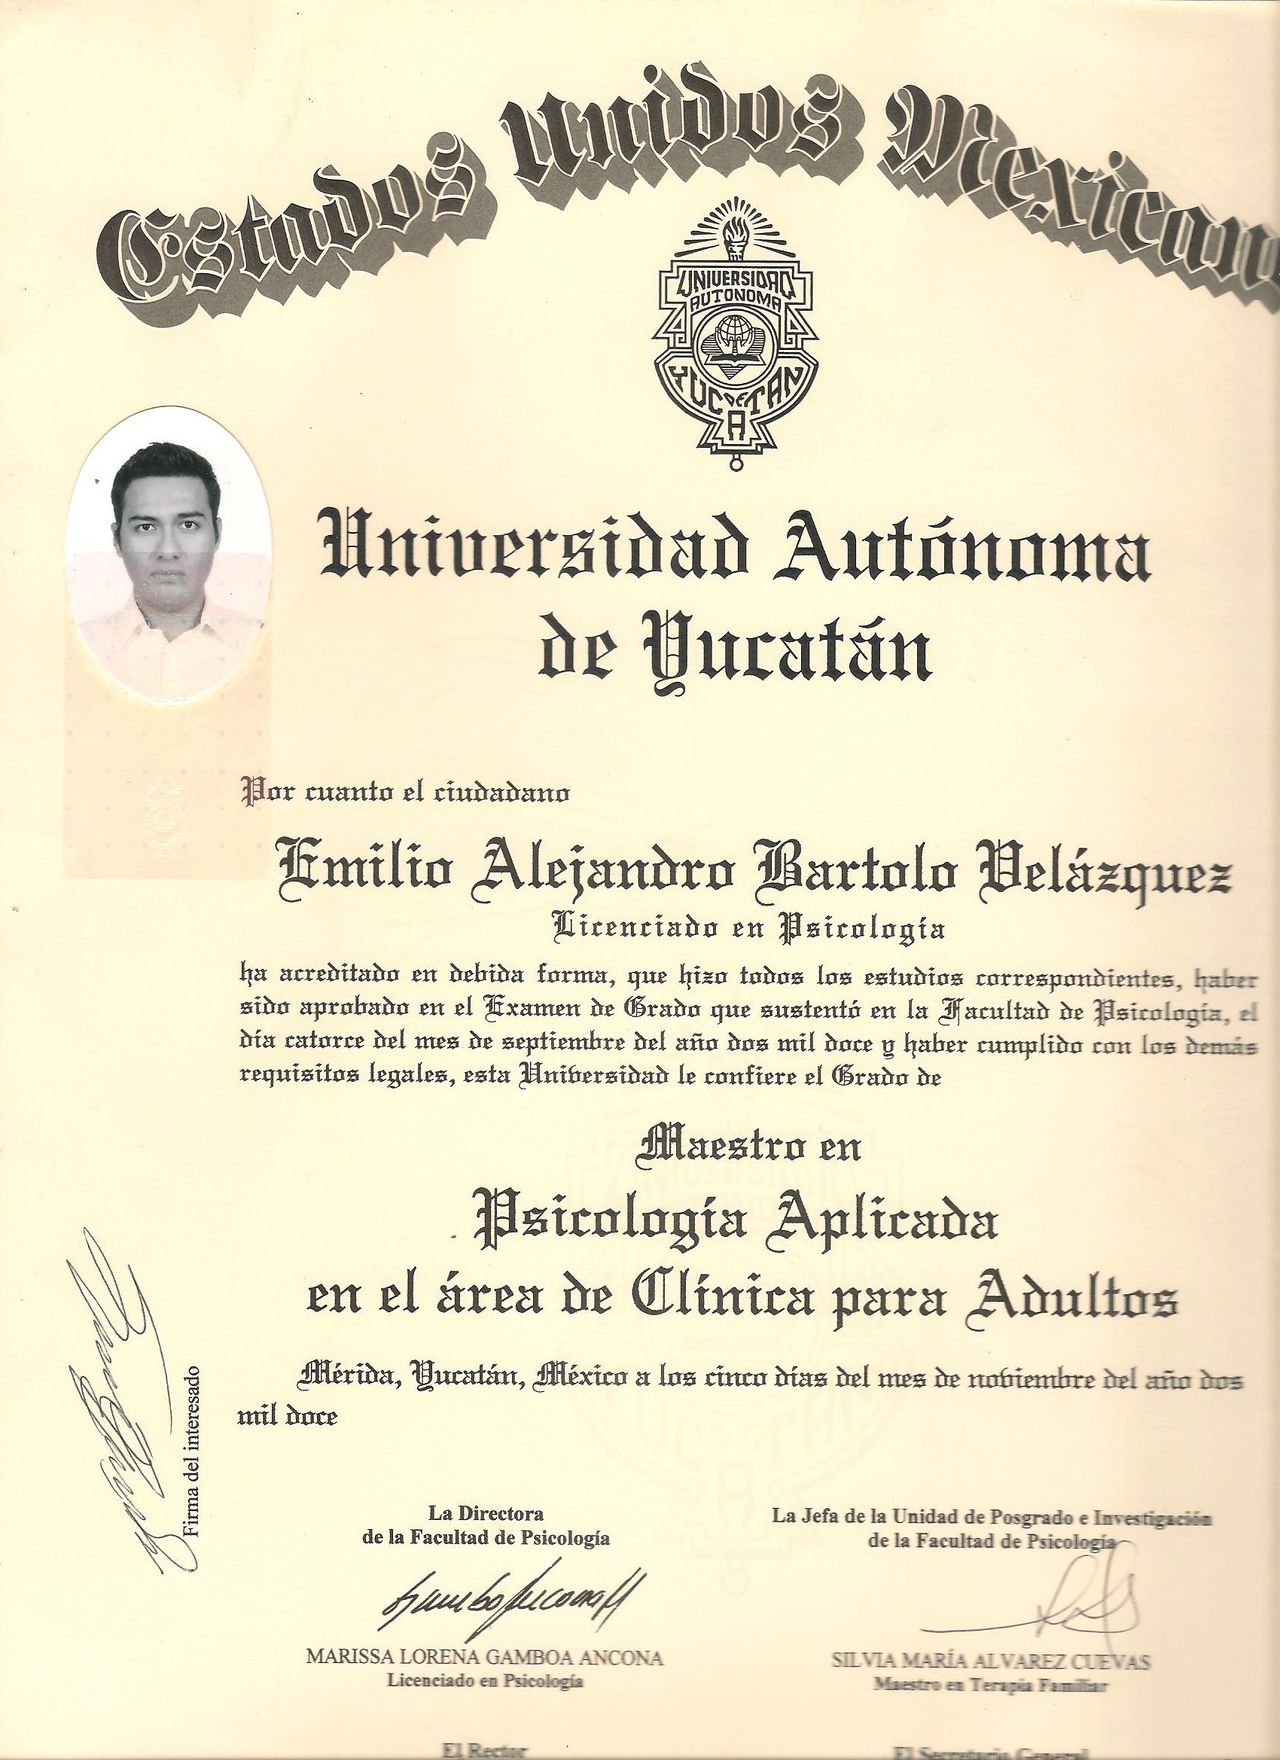 Estados Unidos Mexican
UNIVERSIDAD
AUTONOMA
DE
YUCATAN
Universidad Autónoma
de Yucatán
Por cuanto el ciudadano
Emilio Alejandro Bartolo Velázquez
Licenciado en Psicología
ha acreditado en debida forma, que hizo todos los estudios correspondientes, haber
sido aprobado en el Examen de Grado que sustentó en la Facultad de Psicología, el
día catorce del mes de septiembre del año dos mil doce y haber cumplido con los demás
requisitos legales, esta Universidad le confiere el Grado de
Maestro en
Psicología Aplicada
en el área de Clínica para Adultos
Mérida, Yucatán, México a los cinco días del mes de noviembre del año dos
mil doce
Firma del interesado
La Directora
de la Facultad de Psicología
MARISSA LORENA GAMBOA ANCONA
Licenciado en Psicología
La Jefa de la Unidad de Posgrado e Investigación
de la Facultad de Psicología
SILVIA MARÍA ALVAREZ CUEVAS
Maestro en Terapia Familiar
El Rector
El Secretario General